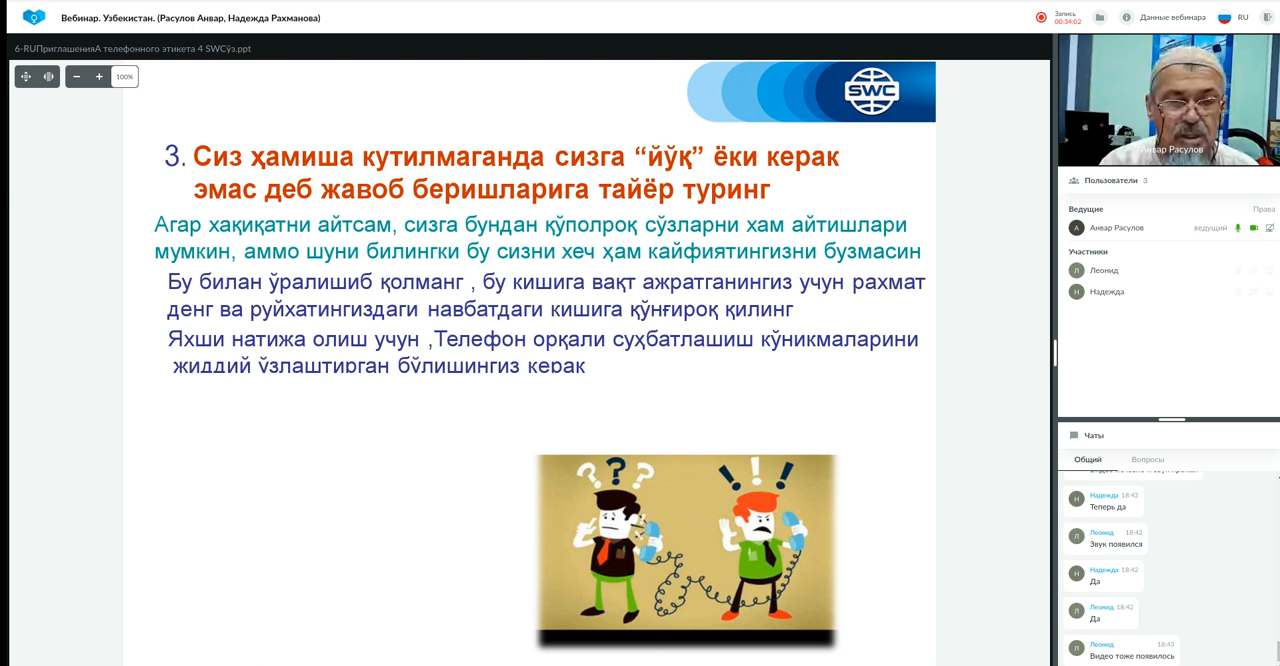 Вебинар. Узбекистан. (Расулов Анвар, Надежда Рахманова)
Запись
00:34:02
Данные вебинара
RU
6-RUПриглашенияА телефонного этикета 4 SWCўз.ppt
100%
SWC
3. Сиз ҳамиша кутилмаганда сизга “йўқ” ёки керак
эмас деб жавоб беришларига тайёр туринг
Агар хақиқатни айтсам, сизга бундан қўполроқ сўзларни хам айтишлари
мумкин, аммо шуни билингки бу сизни хеч ҳам кайфиятингизни бузмасин
Бу билан ўралишиб қолманг , бу кишига вақт ажратганингиз учун рахмат
денг ва руйхатингиздаги навбатдаги кишига қўнғироқ қилинг
Яхши натижа олиш учун ,Телефон орқали суҳбатлашиш кўникмаларини
жиддий ўзлаштирган бўлишингиз керак
???
!!!
Анвар Расулов
Пользователи 3
Ведущие Права
А Анвар Расулов ведущий
Участники
Л Леонид
Н Надежда
Чаты
Общий Вопросы
Н Надежда 18:42
Теперь да
Л Леонид 18:42
Звук появился
Н Надежда 18:42
Да
Л Леонид 18:42
Да
Л Леонид 18:43
Видео тоже появилось